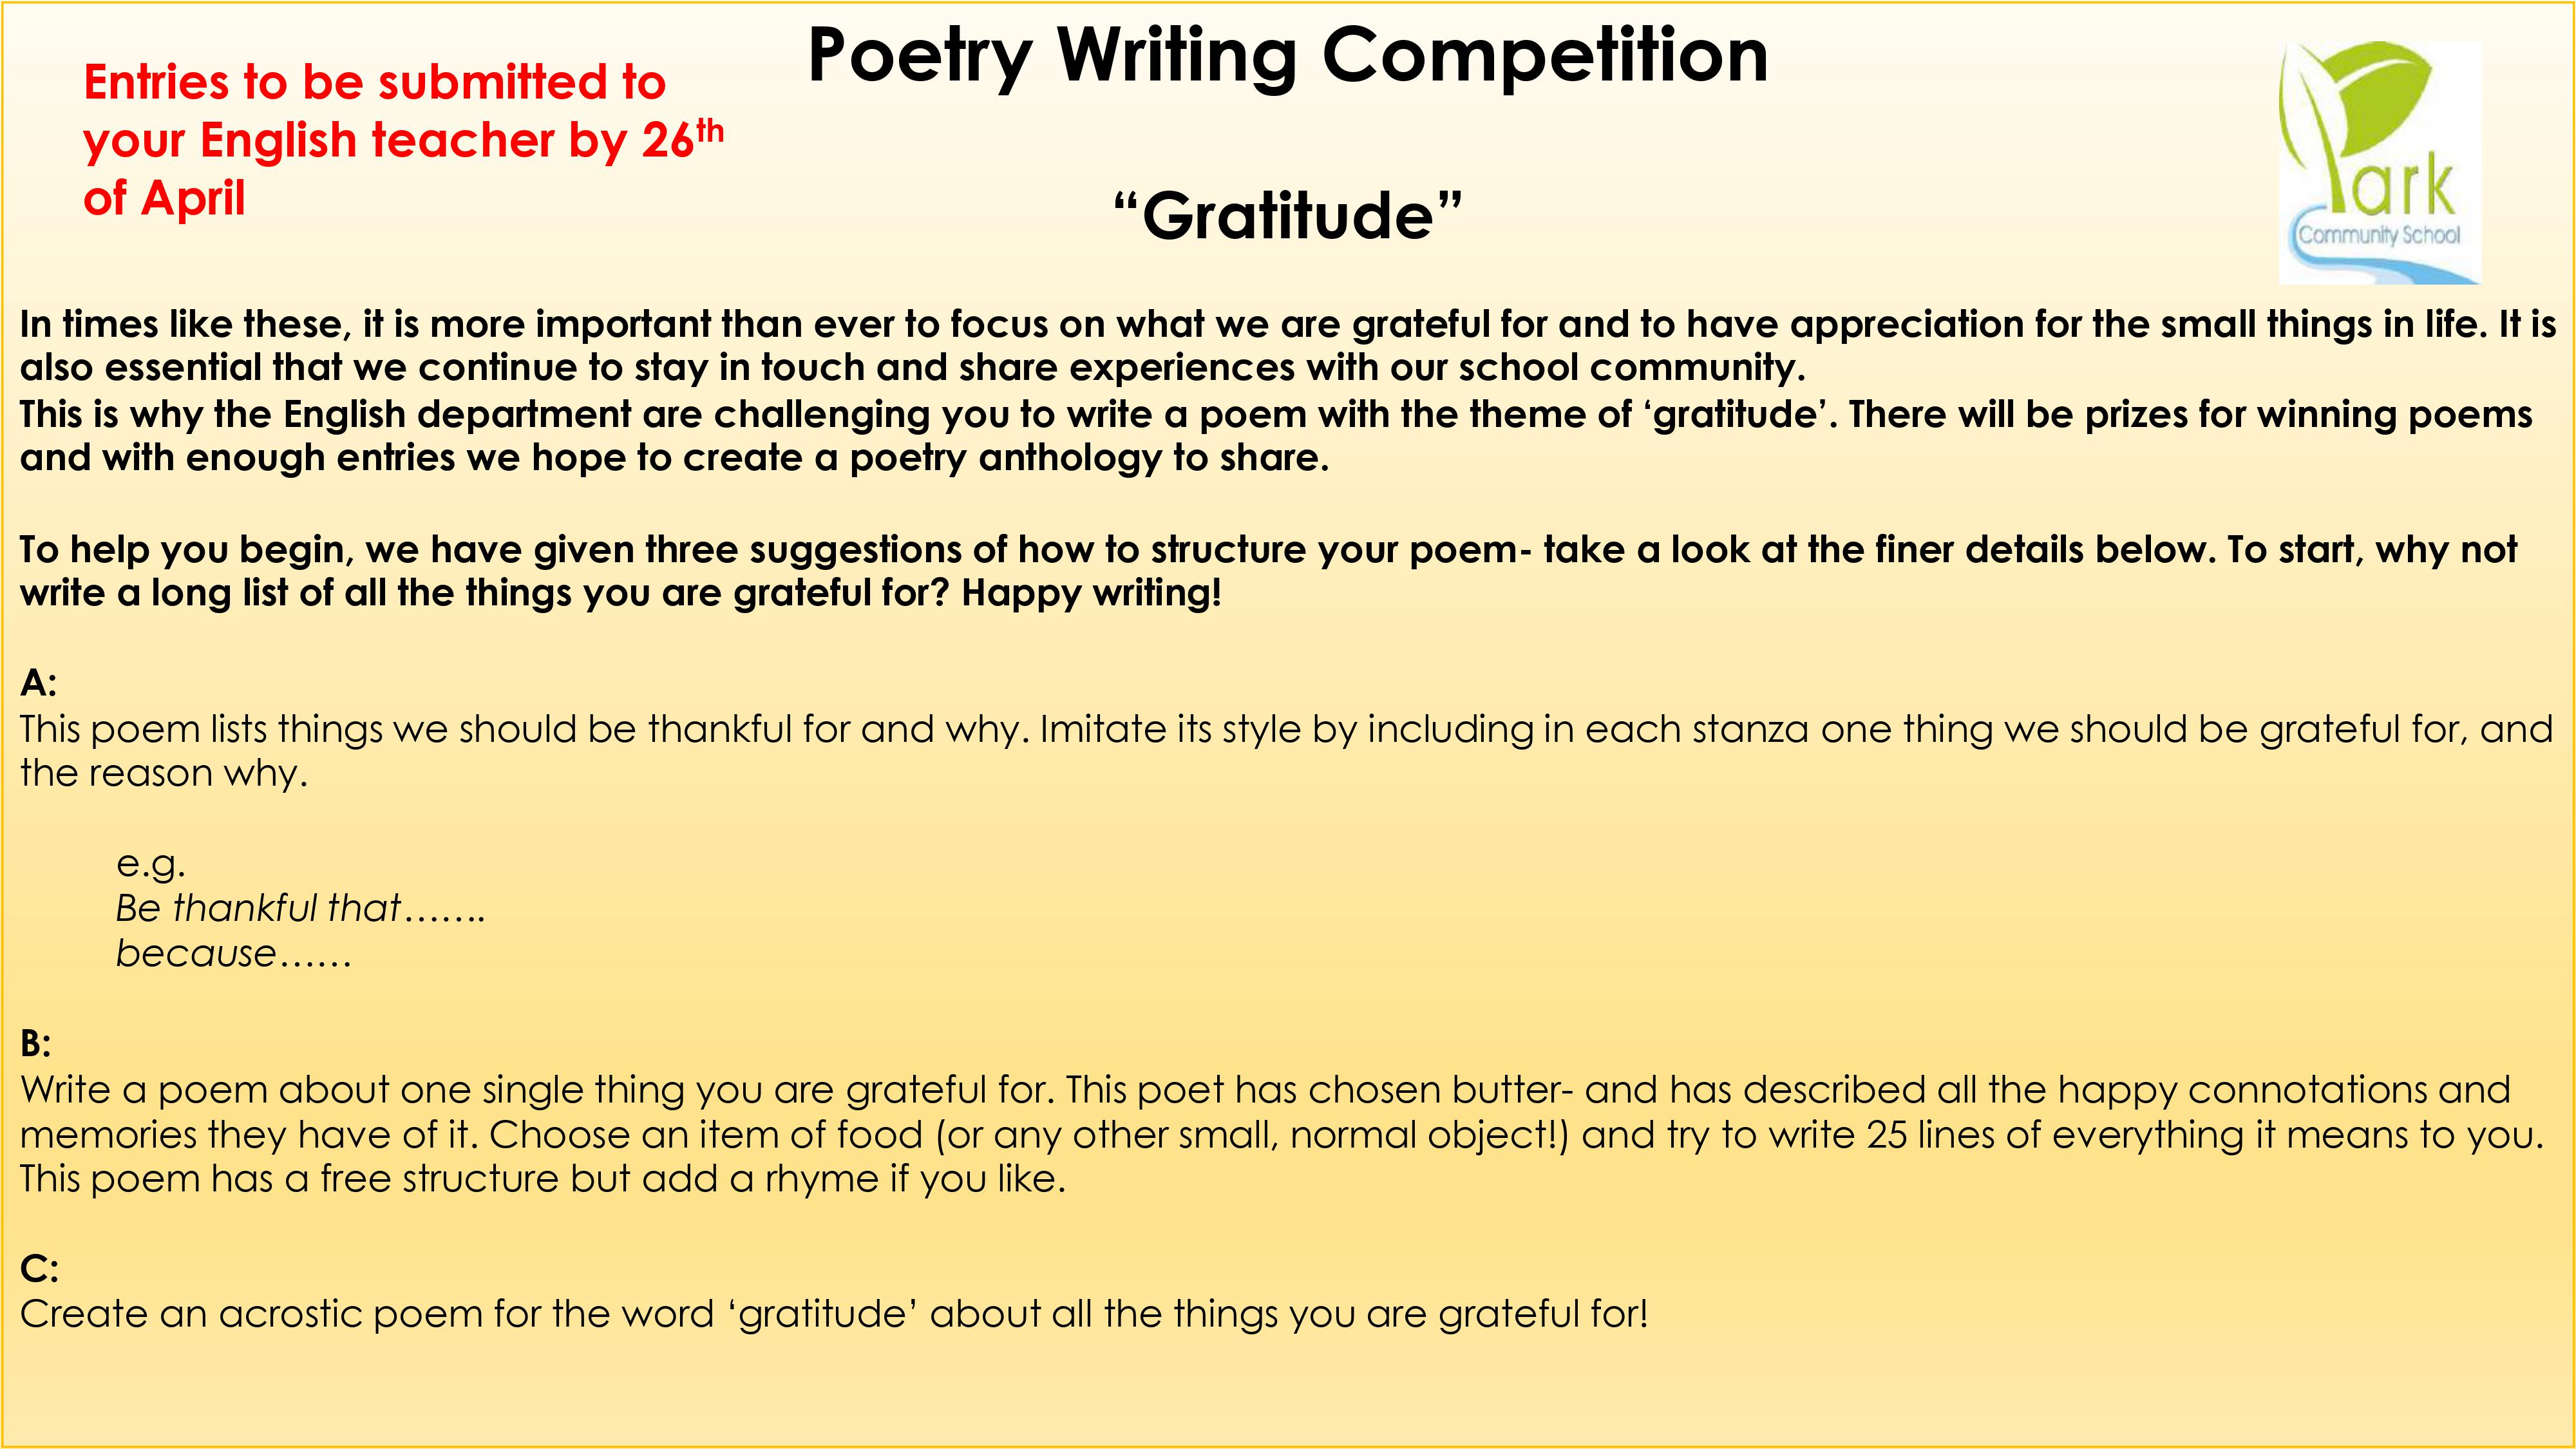 Poetry Writing Competition
Entries to be submitted to
your English teacher by 26th
of April
“Gratitude”
Park
Community School
In times like these, it is more important than ever to focus on what we are grateful for and to have appreciation for the small things in life. It is
also essential that we continue to stay in touch and share experiences with our school community.
This is why the English department are challenging you to write a poem with the theme of ‘gratitude’. There will be prizes for winning poems
and with enough entries we hope to create a poetry anthology to share.
To help you begin, we have given three suggestions of how to structure your poem- take a look at the finer details below. To start, why not
write a long list of all the things you are grateful for? Happy writing!
A:
This poem lists things we should be thankful for and why. Imitate its style by including in each stanza one thing we should be grateful for, and
the reason why.
e.g.
Be thankful that…….
because……
B:
Write a poem about one single thing you are grateful for. This poet has chosen butter- and has described all the happy connotations and
memories they have of it. Choose an item of food (or any other small, normal object!) and try to write 25 lines of everything it means to you.
This poem has a free structure but add a rhyme if you like.
C:
Create an acrostic poem for the word ‘gratitude’ about all the things you are grateful for!